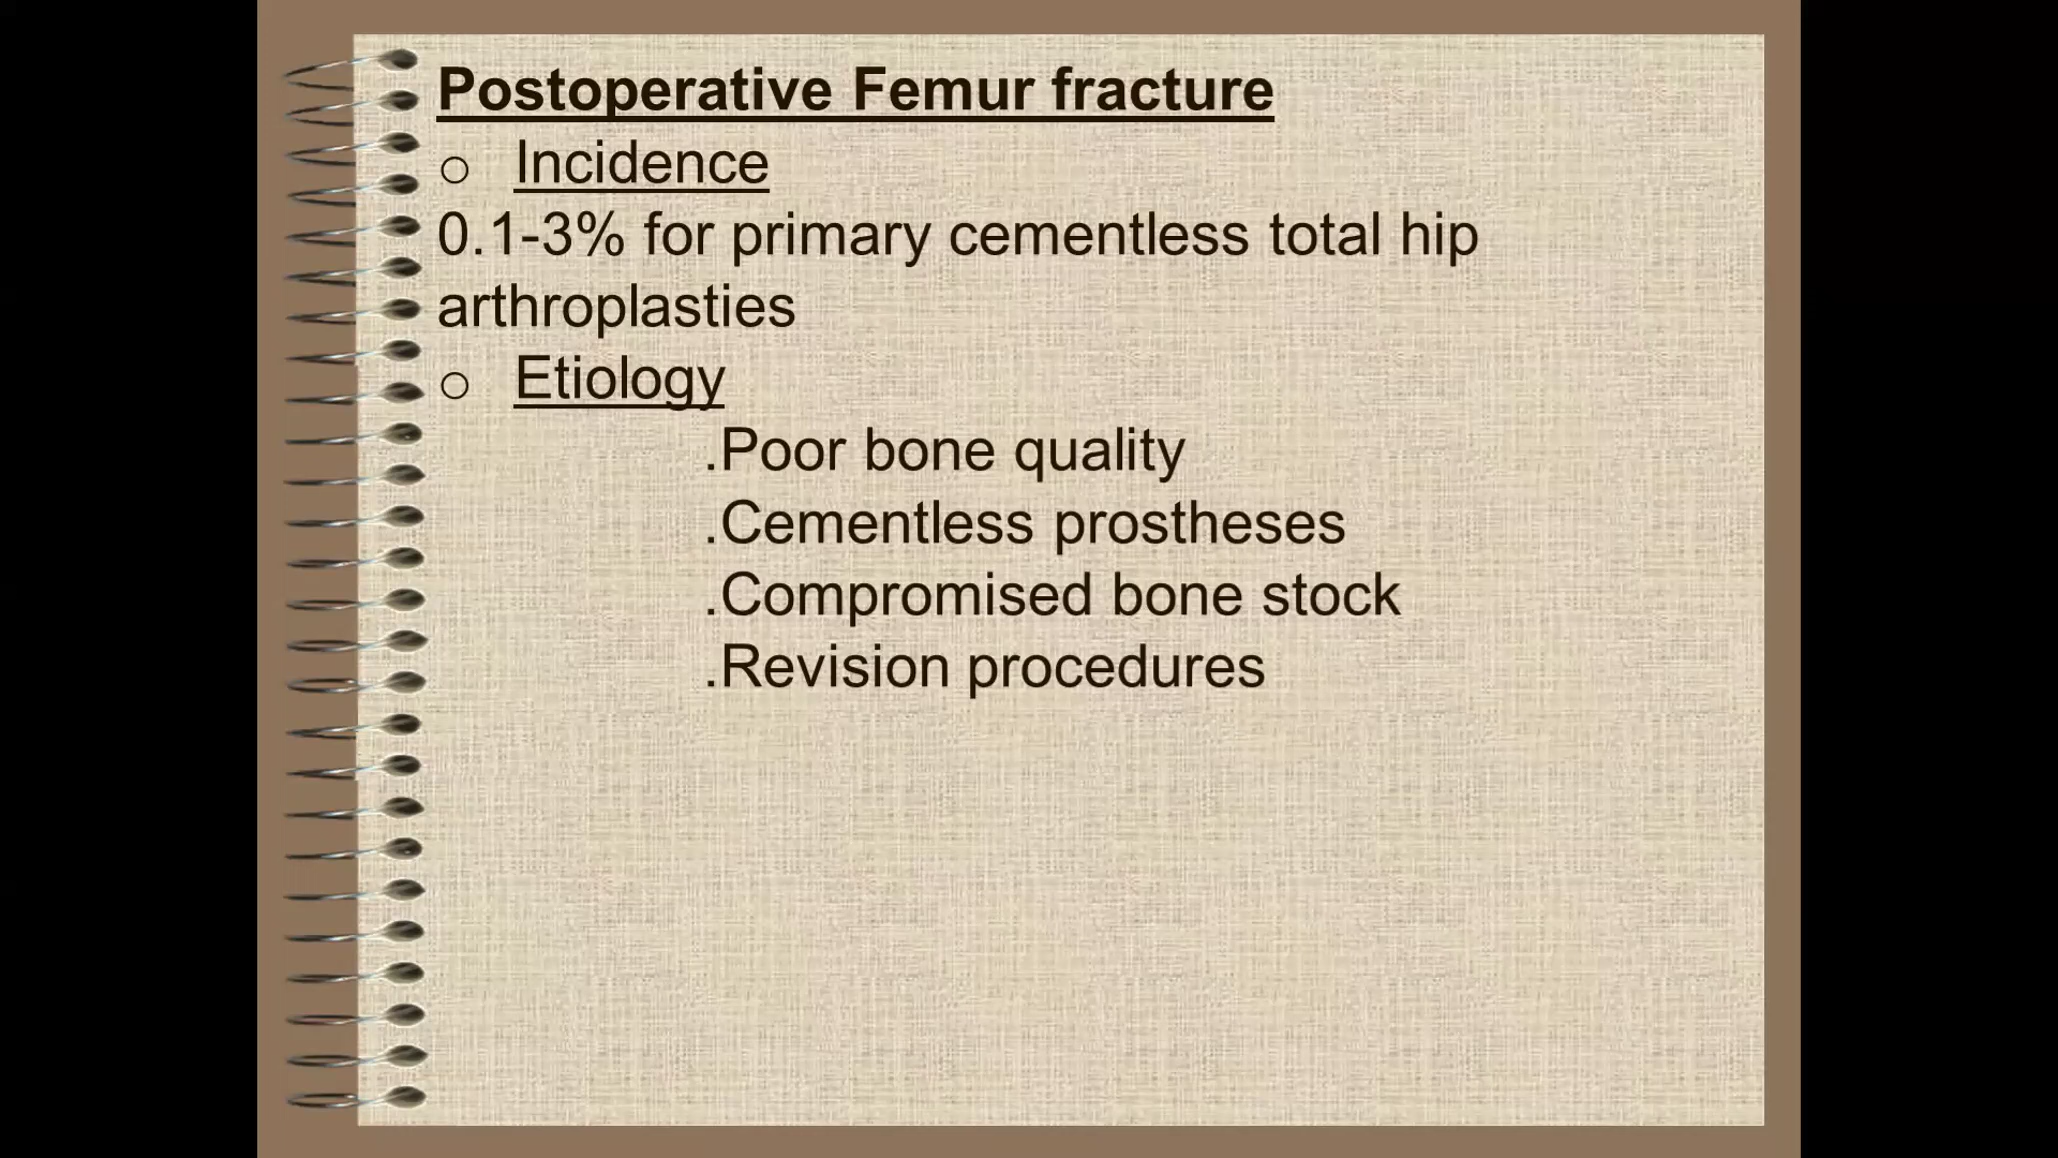 Postoperative Femur fracture
o Incidence
0.1-3% for primary cementless total hip
arthroplasties
o Etiology
.Poor bone quality
.Cementless prostheses
.Compromised bone stock
.Revision procedures